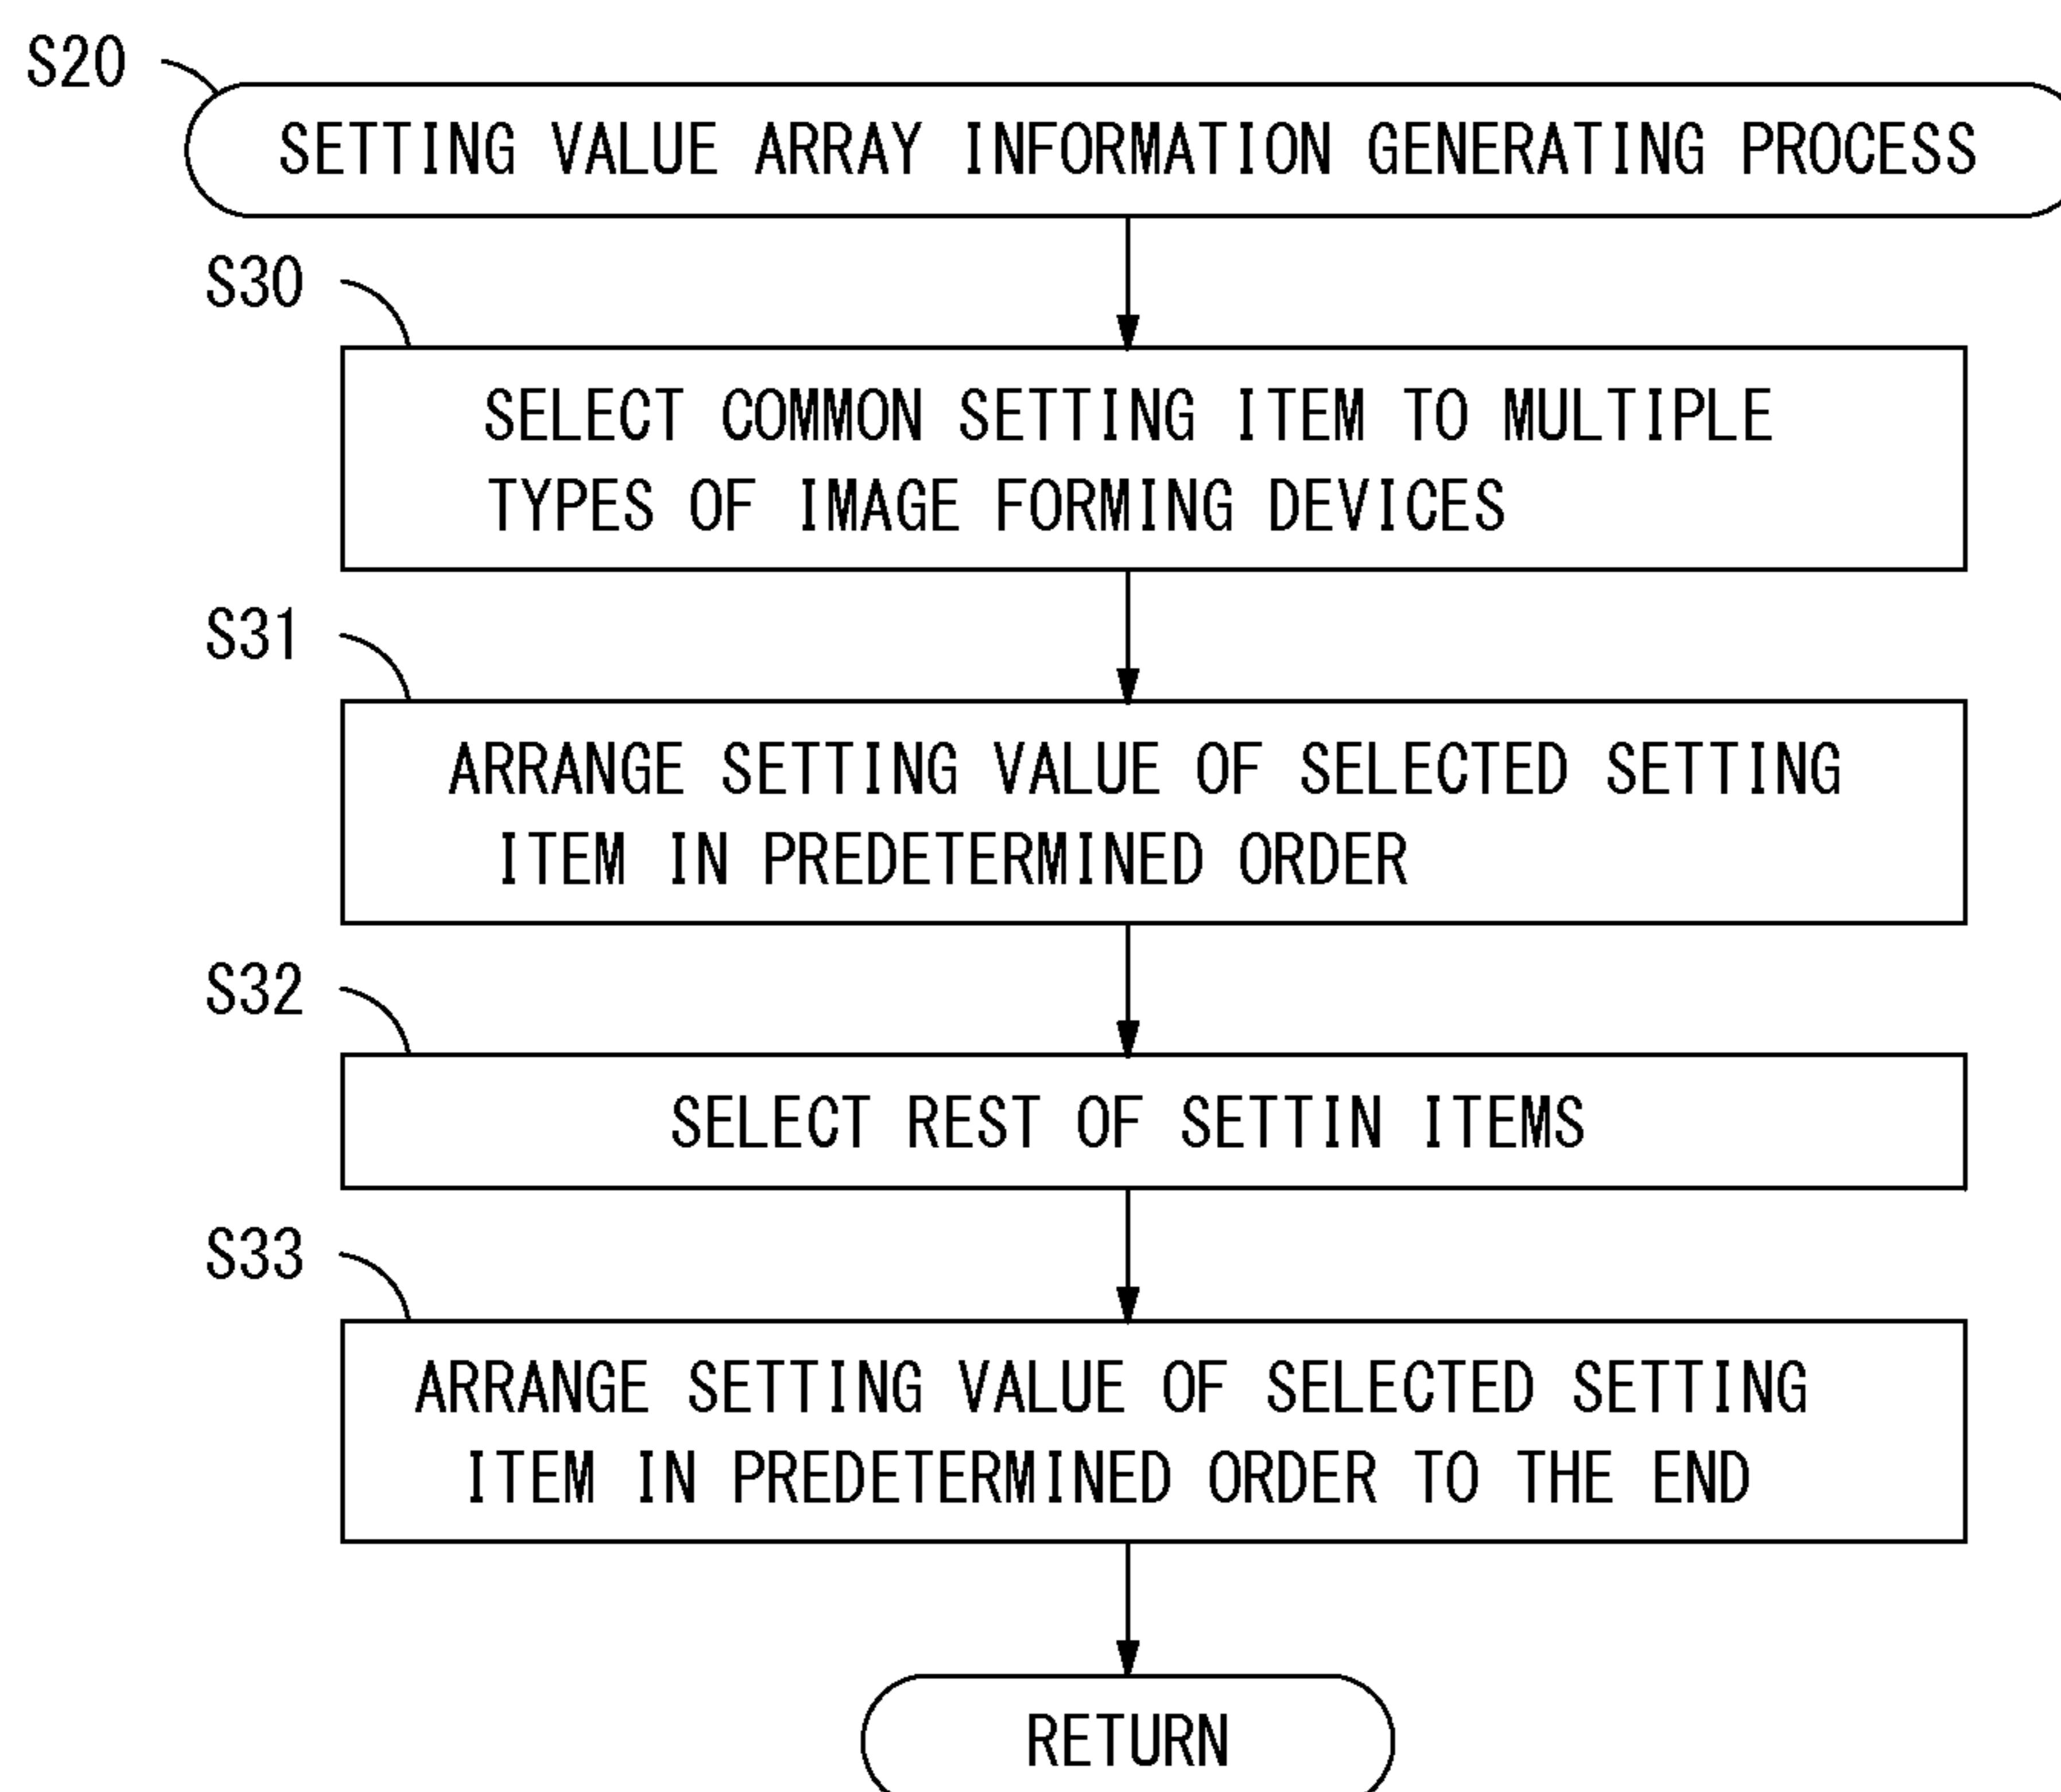 S20
SETTING VALUE ARRAY INFORMATION GENERATING PROCESS
S30
SELECT COMMON SETTING ITEM TO MULTIPLE
TYPES OF IMAGE FORMING DEVICES
S31
ARRANGE SETTING VALUE OF SELECTED SETTING
ITEM IN PREDETERMINED ORDER
S32
SELECT REST OF SETTIN ITEMS
S33
ARRANGE SETTING VALUE OF SELECTED SETTING
ITEM IN PREDETERMINED ORDER TO THE END
RETURN